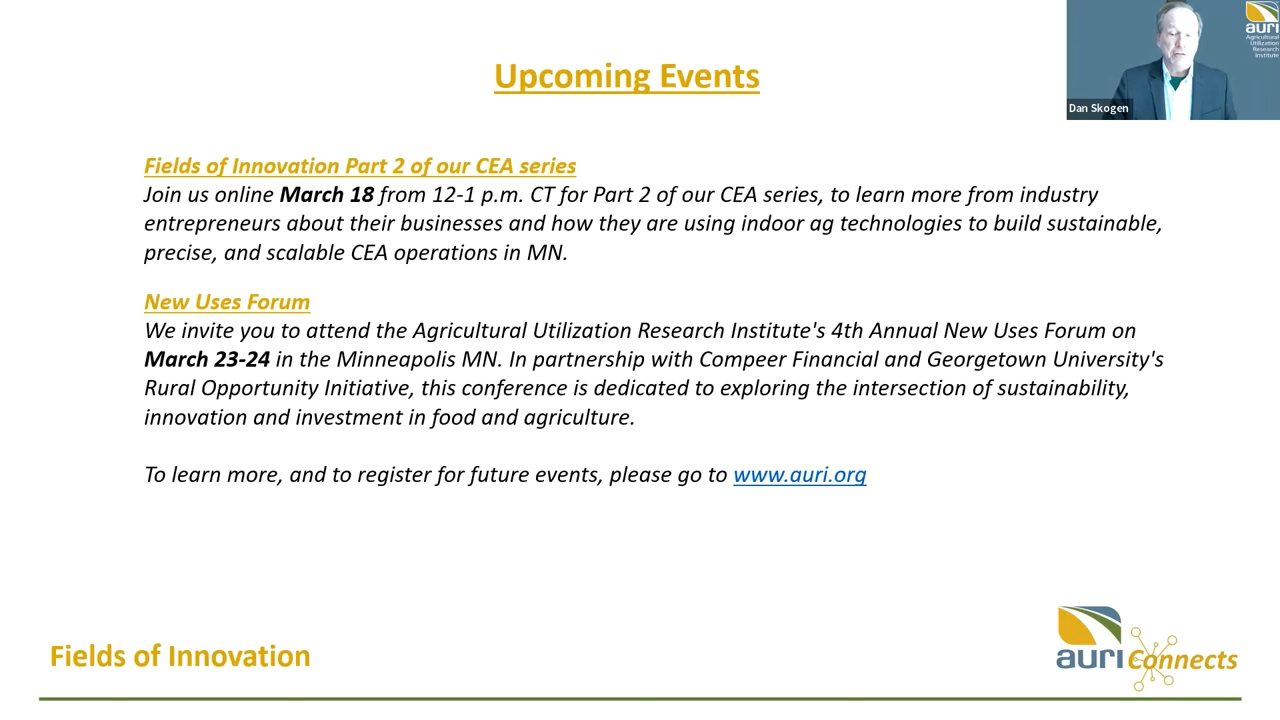 Upcoming Events
auri
Agricultural
Utilization
Research
Institute
Dan Skogen
Fields of Innovation Part 2 of our CEA series
Join us online March 18 from 12-1 p.m. CT for Part 2 of our CEA series, to learn more from industry
entrepreneurs about their businesses and how they are using indoor ag technologies to build sustainable,
precise, and scalable CEA operations in MN.
New Uses Forum
We invite you to attend the Agricultural Utilization Research Institute's 4th Annual New Uses Forum on
March 23-24 in the Minneapolis MN. In partnership with Compeer Financial and Georgetown University's
Rural Opportunity Initiative, this conference is dedicated to exploring the intersection of sustainability,
innovation and investment in food and agriculture.
To learn more, and to register for future events, please go to www.auri.org
Fields of Innovation
auri Connects